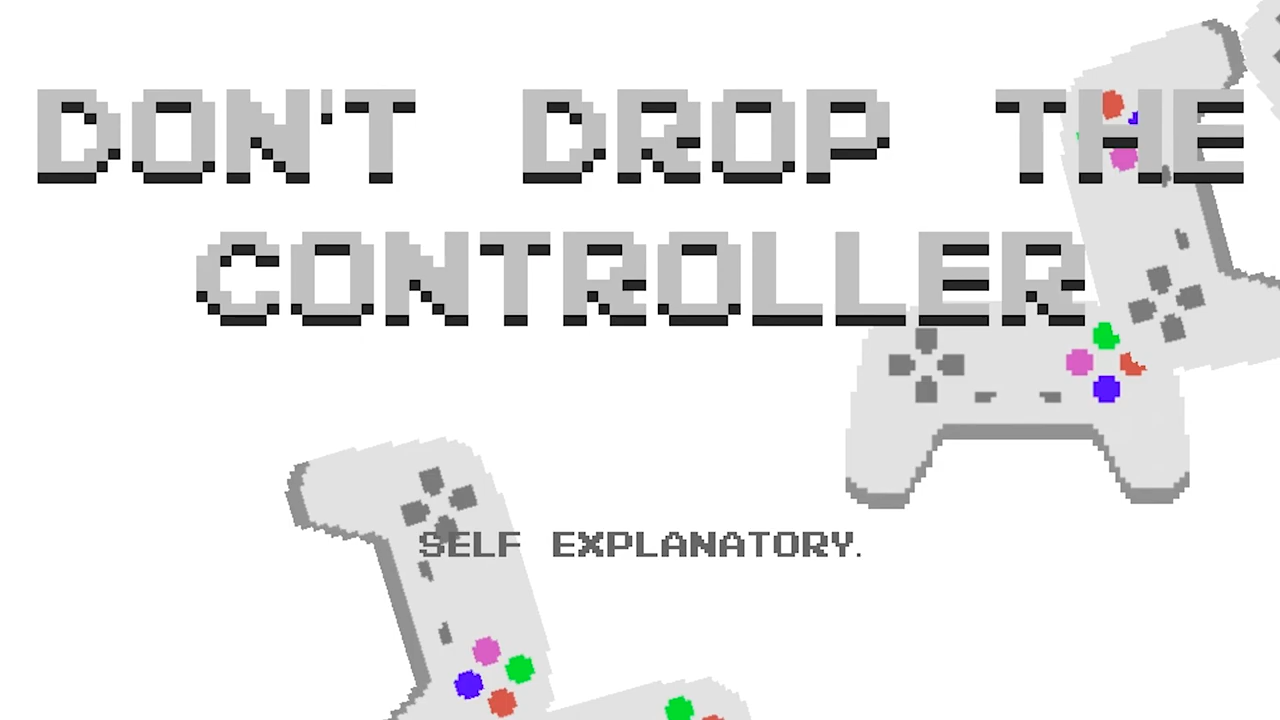 DON'T DROP THE
CONTROLLER
SELF EXPLANATORY.